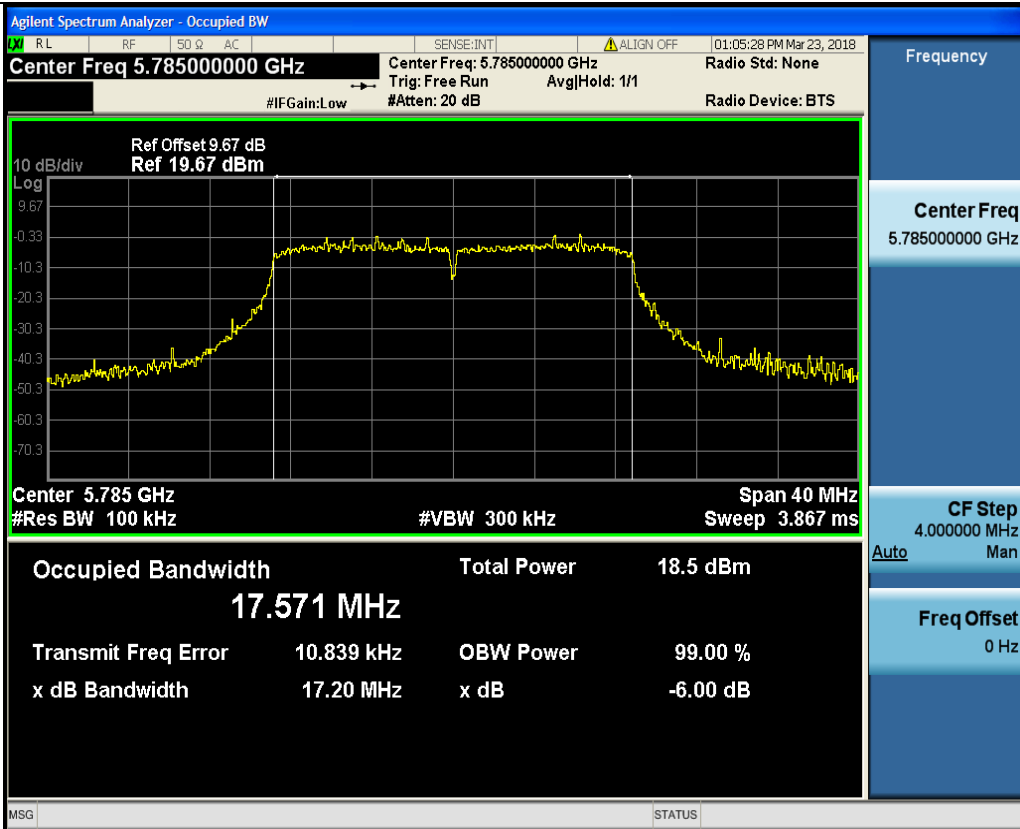 Agilent Spectrum Analyzer - Occupied BW
LXI RL RF 50 Ω AC SENSE:INT ALIGN OFF 01:05:28 PM Mar 23, 2018
Center Freq 5.785000000 GHz
Center Freq: 5.785000000 GHz
Radio Std: None
Trig: Free Run Avg|Hold: 1/1
#IFGain:Low
#Atten: 20 dB
Radio Device: BTS
Ref Offset 9.67 dB
10 dB/div Ref 19.67 dBm
Log
9.67
-0.33
-10.3
-20.3
-30.3
-40.3
-50.3
-60.3
-70.3
Center 5.785 GHz Span 40 MHz
#Res BW 100 kHz #VBW 300 kHz Sweep 3.867 ms
Occupied Bandwidth Total Power 18.5 dBm
17.571 MHz
Transmit Freq Error 10.839 kHz OBW Power 99.00 %
x dB Bandwidth 17.20 MHz x dB -6.00 dB
Frequency
Center Freq
5.785000000 GHz
CF Step
4.000000 MHz
Auto Man
Freq Offset
0 Hz
MSG STATUS